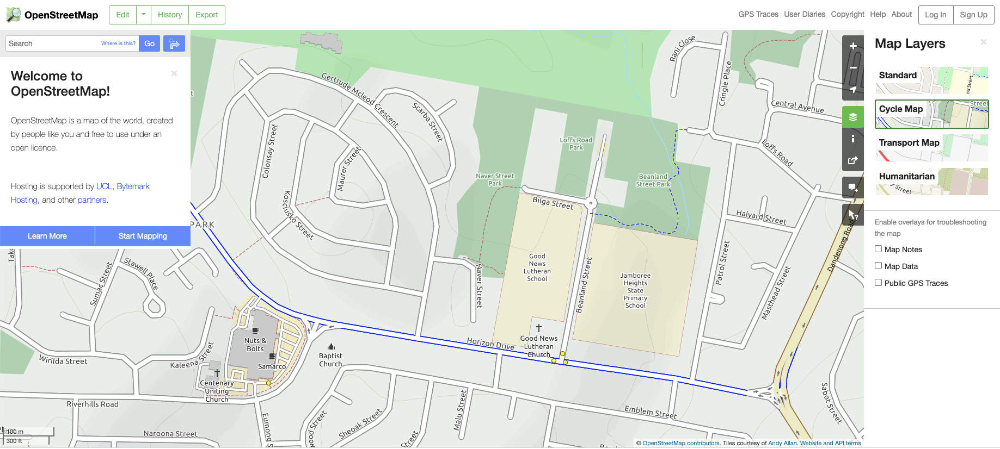 OpenStreetMap
Edit
History
Export
GPS Traces
User Diaries
Copyright
Help
About
Log In
Sign Up
Search
Where is this?
Go
Welcome to
OpenStreetMap!
OpenStreetMap is a map of the world, created
by people like you and free to use under an
open licence.
Hosting is supported by UCL, Bytemark
Hosting, and other partners.
Learn More
Start Mapping
Map Layers
Standard
Cycle Map
Street
Transport Map
Humanitarian
Enable overlays for troubleshooting
the map
Map Notes
Map Data
Public GPS Traces
Gertrude Mcleod Crescent
Scarba Street
Colonsay Street
Maurer Street
Kosciusko Street
PARK
Rani Close
Cringle Place
Central Avenue
Loffs Road
Loffs Road
Park
Naver Street
Park
Beanland
Street Park
Bilga Street
Halyard Street
Dandenong Road
Patrol Street
Masthead Street
Good
News
Lutheran
School
Beanland Street
Jamboree
Heights
State
Primary
School
Naver Street
Stawell Place
Sumac Street
Nuts &
Bolts
Samarco
Baptist
Church
Horizon Drive
Good News
Lutheran
Church
Wirilda Street
Kaleena Street
Centenary
Uniting
Church
Riverhills Road
Naroona Street
Sheoak Street
Malu Street
Emblem Street
Sabot Street
Street
100 m
300 ft
© OpenStreetMap contributors. Tiles courtesy of Andy Allan. Website and API terms